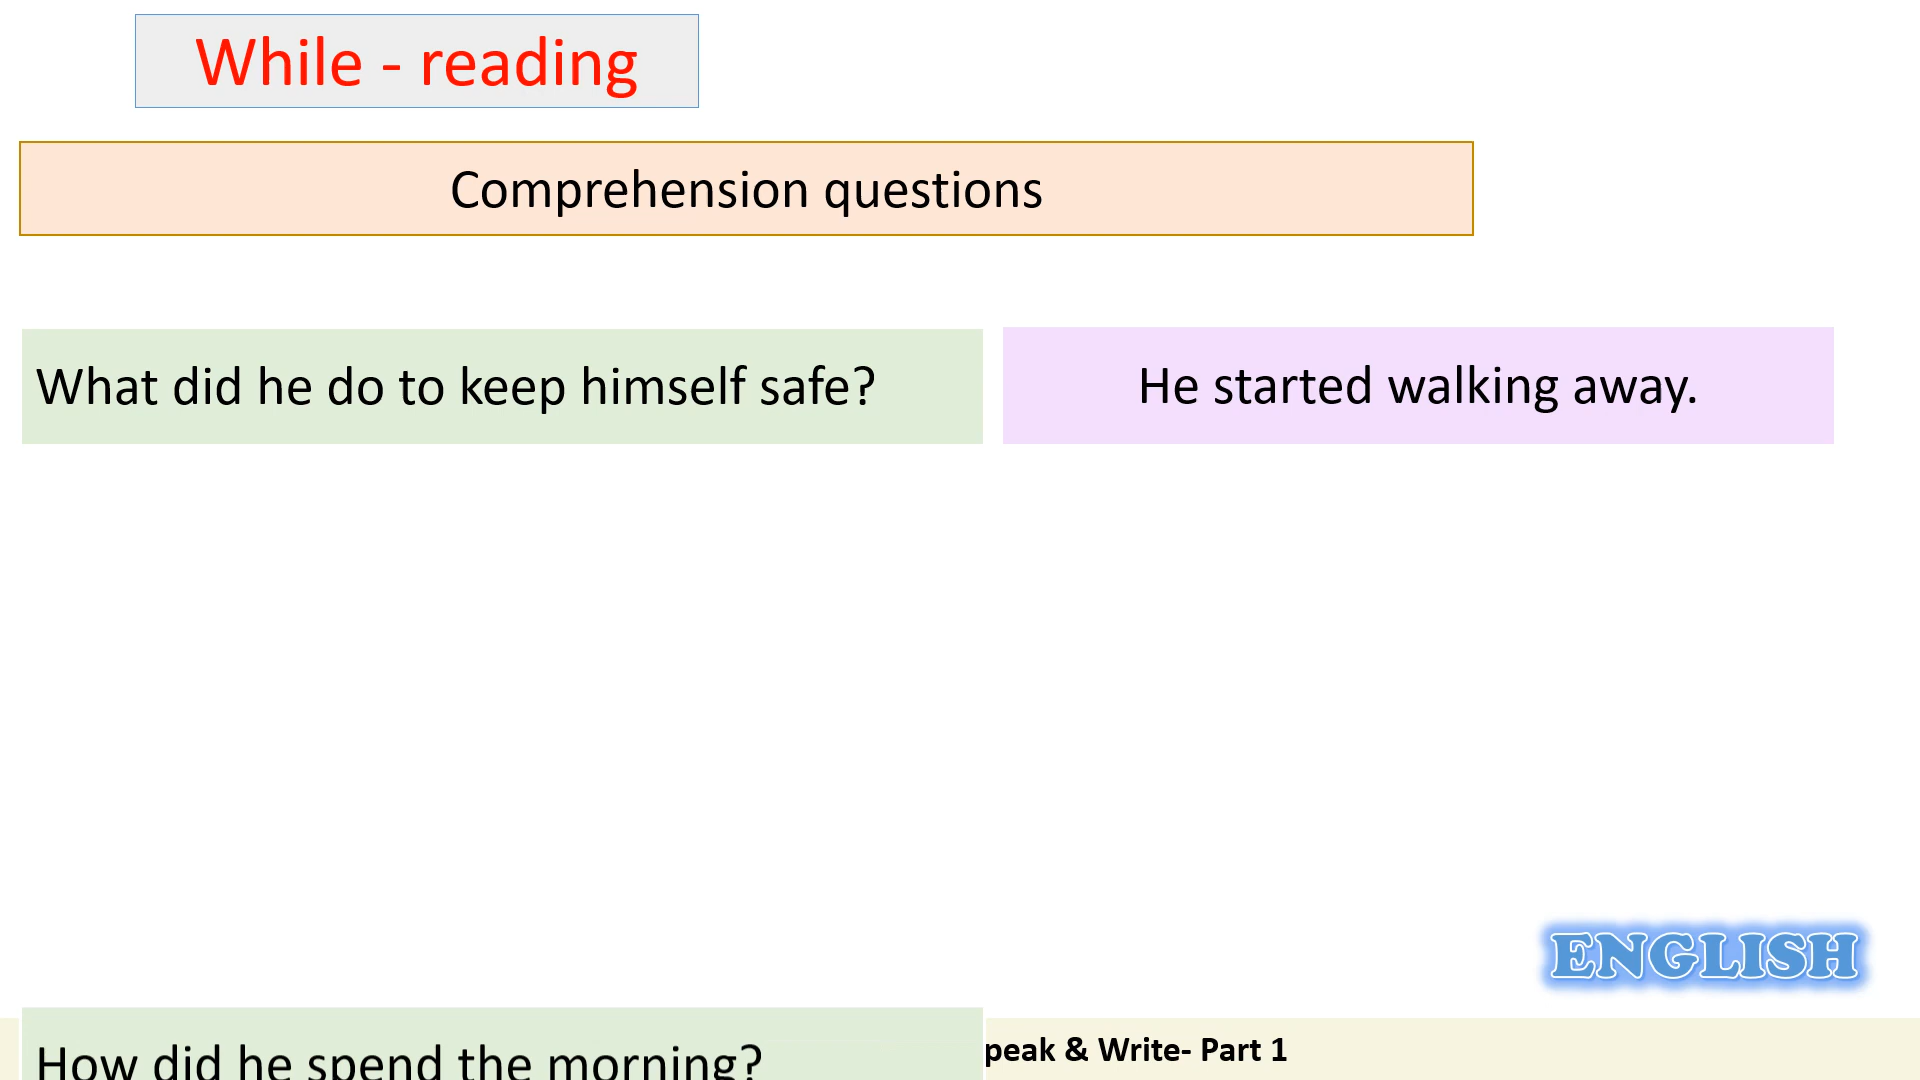 While - reading
Comprehension questions
What did he do to keep himself safe?
He started walking away.
ENGLISH
How did he spend the morning?
peak & Write- Part 1